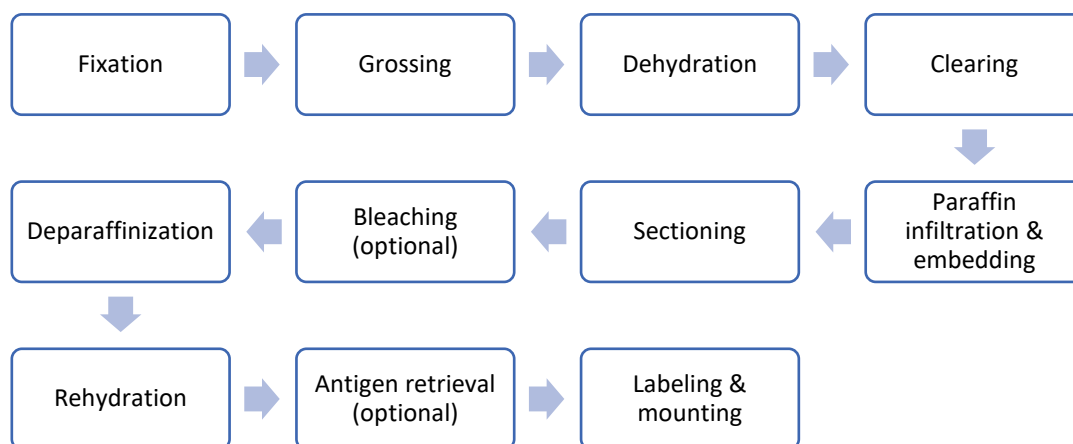 Fixation
Grossing
Dehydration
Clearing
Paraffin
infiltration &
embedding
Sectioning
Bleaching
(optional)
Deparaffinization
Rehydration
Antigen retrieval
(optional)
Labeling &
mounting